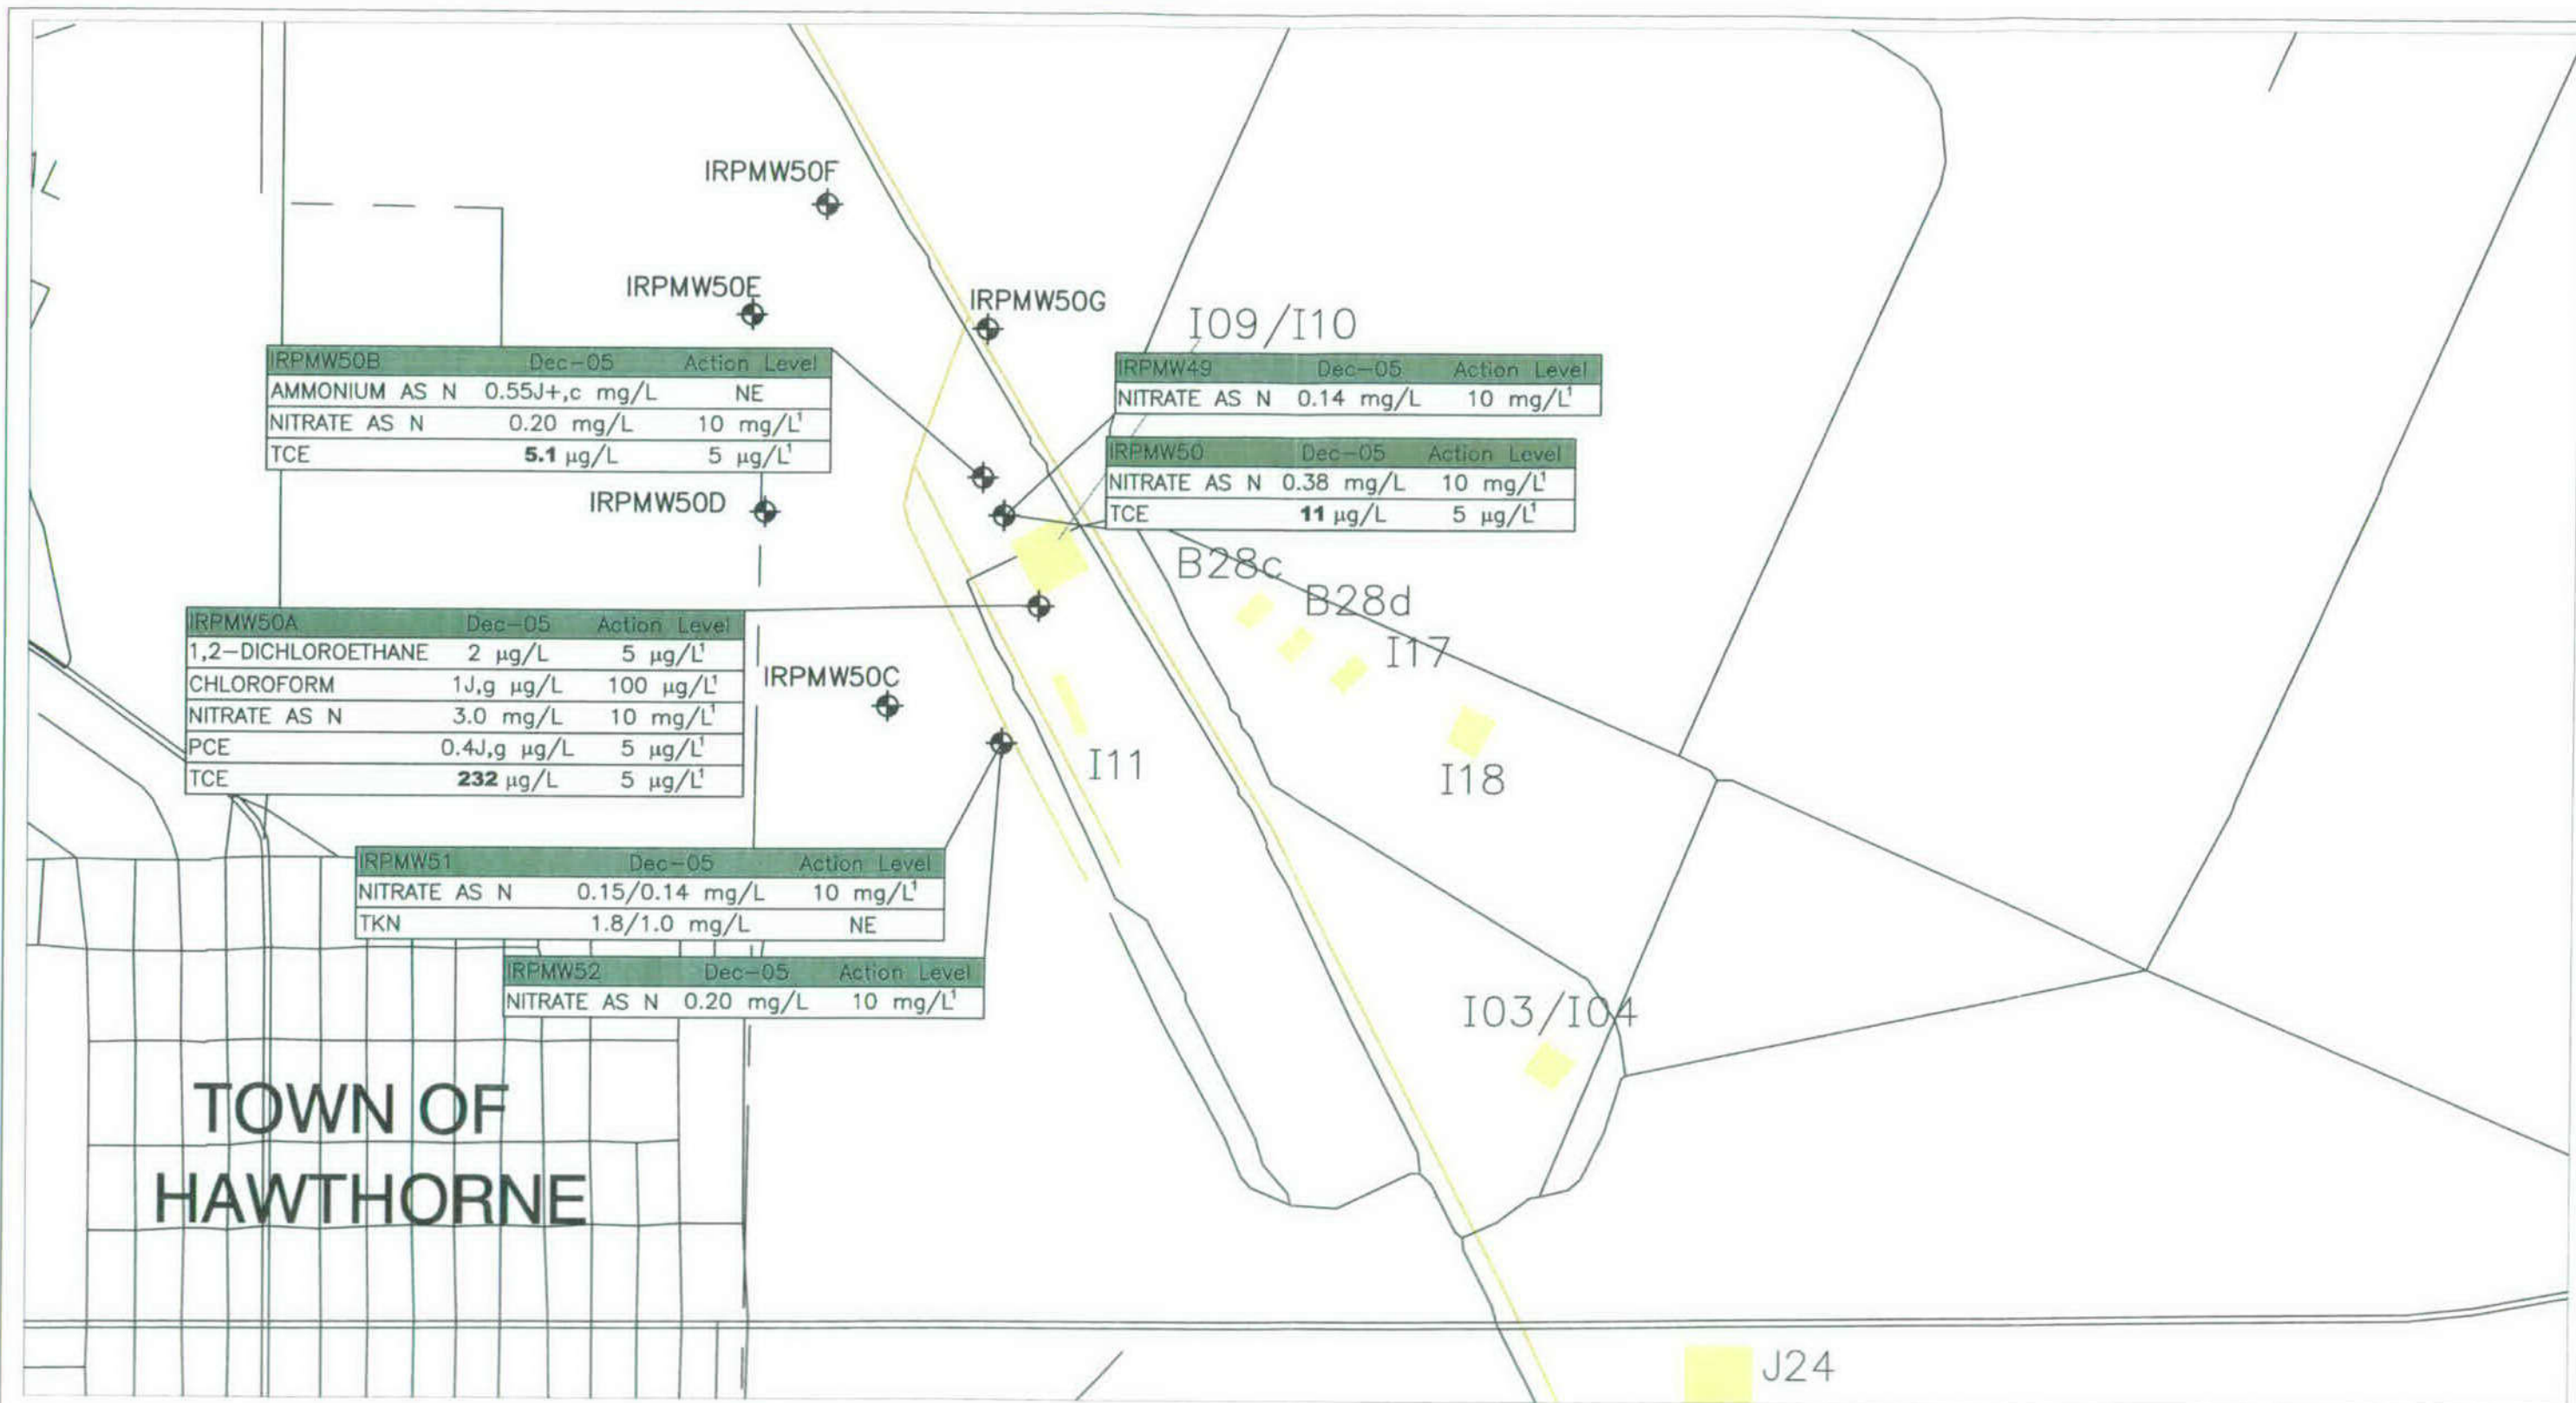 IRPMW50F
IRPMW50E
IRPMW50G
I09/I10
IRPMW50B Dec-05 Action Level
AMMONIUM AS N 0.55J+,c mg/L NE
NITRATE AS N 0.20 mg/L 10 mg/L¹
TCE 5.1 µg/L 5 µg/L¹
IRPMW49 Dec-05 Action Level
NITRATE AS N 0.14 mg/L 10 mg/L¹
IRPMW50 Dec-05 Action Level
NITRATE AS N 0.38 mg/L 10 mg/L¹
TCE 11 µg/L 5 µg/L¹
IRPMW50D
B28c
B28d
I17
IRPMW50A Dec-05 Action Level
1,2-DICHLOROETHANE 2 µg/L 5 µg/L¹
CHLOROFORM 1J,g µg/L 100 µg/L¹
NITRATE AS N 3.0 mg/L 10 mg/L¹
PCE 0.4J,g µg/L 5 µg/L¹
TCE 232 µg/L 5 µg/L¹
IRPMW50C
I11
I18
IRPMW51 Dec-05 Action Level
NITRATE AS N 0.15/0.14 mg/L 10 mg/L¹
TKN 1.8/1.0 mg/L NE
IRPMW52 Dec-05 Action Level
NITRATE AS N 0.20 mg/L 10 mg/L¹
I03/I04
TOWN OF
HAWTHORNE
J24